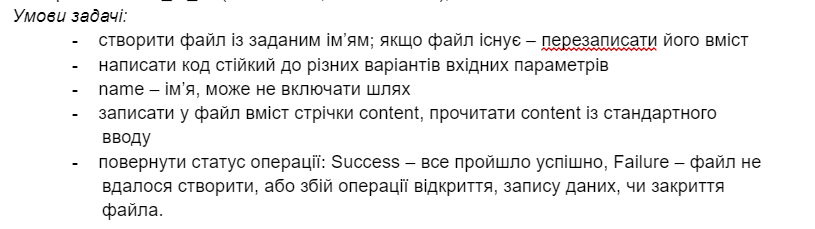 Умови задачі:
- створити файл із заданим ім’ям; якщо файл існує – перезаписати його вміст
- написати код стійкий до різних варіантів вхідних параметрів
- name – ім’я, може не включати шлях
- записати у файл вміст стрічки content, прочитати content із стандартного
вводу
- повернути статус операції: Success – все пройшло успішно, Failure – файл не
вдалося створити, або збій операції відкриття, запису даних, чи закриття
файла.